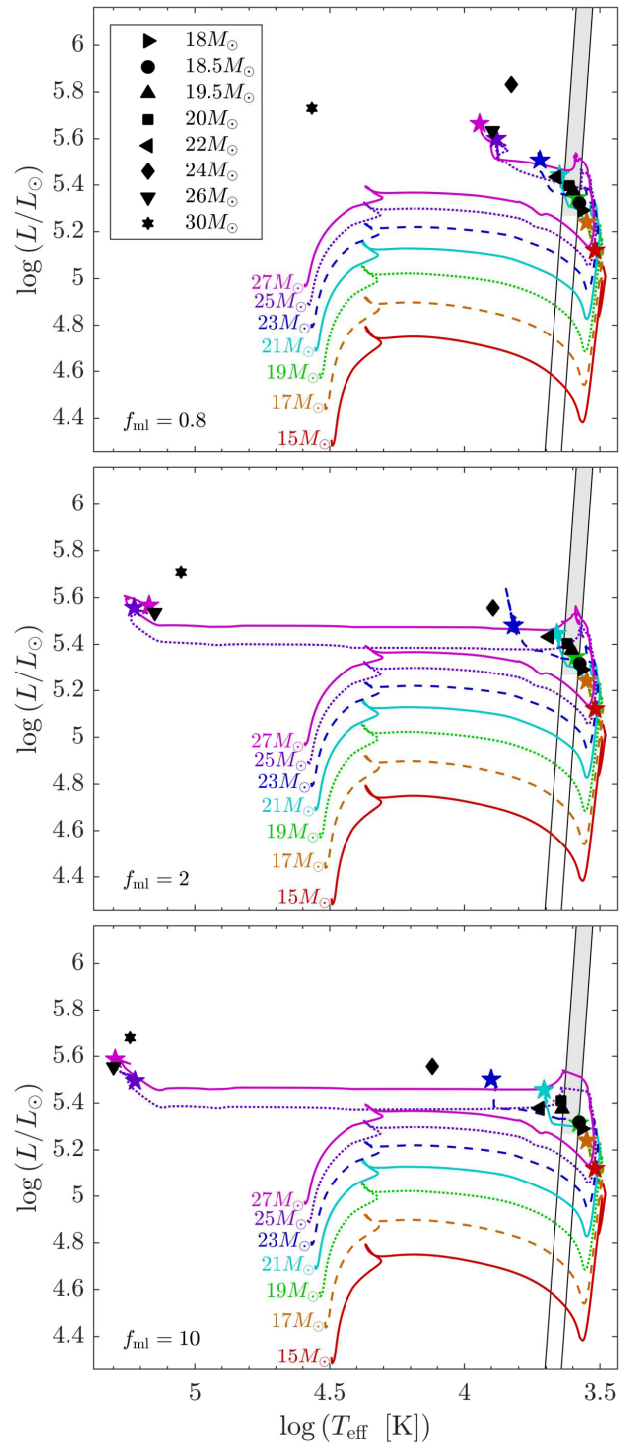 18M⊙
18.5M⊙
19.5M⊙
20M⊙
22M⊙
24M⊙
26M⊙
30M⊙
log (L/L⊙)
6
5.8
5.6
5.4
5.2
5
4.8
4.6
4.4
27M⊙
25M⊙
23M⊙
21M⊙
19M⊙
17M⊙
15M⊙
f_ml = 0.8
log (L/L⊙)
6
5.8
5.6
5.4
5.2
5
4.8
4.6
4.4
27M⊙
25M⊙
23M⊙
21M⊙
19M⊙
17M⊙
15M⊙
f_ml = 2
log (L/L⊙)
6
5.8
5.6
5.4
5.2
5
4.8
4.6
4.4
27M⊙
25M⊙
23M⊙
21M⊙
19M⊙
17M⊙
15M⊙
f_ml = 10
5 4.5 4 3.5
log (T_eff [K])